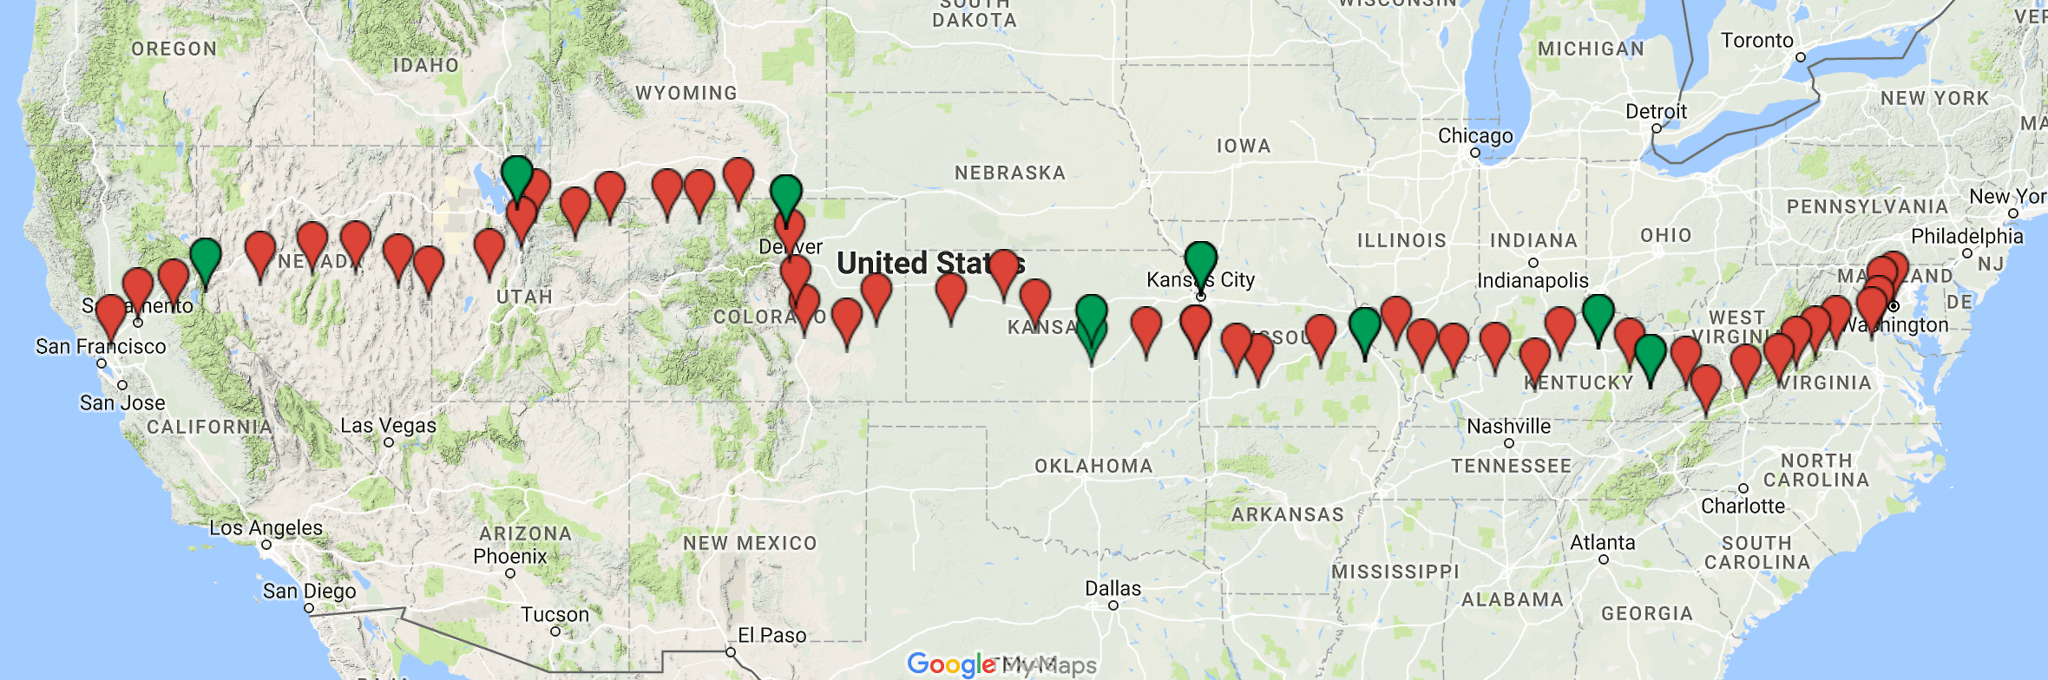 SOUTH
DAKOTA
WISCONSIN
OREGON
IDAHO
WYOMING
MICHIGAN
Toronto
NEW YORK
Detroit
Chicago
IOWA
NEBRASKA
PENNSYLVANIA
New Yor
Philadelphia
NJ
ILLINOIS
INDIANA
OHIO
Indianapolis
Denver
United States
Kansas City
NEVADA
UTAH
MARYLAND
DE
Sacramento
COLORADO
KANSAS
MISSOURI
WEST
VIRGINIA
Washington
San Francisco
San Jose
KENTUCKY
VIRGINIA
CALIFORNIA
Las Vegas
Nashville
TENNESSEE
OKLAHOMA
NORTH
CAROLINA
Charlotte
Los Angeles
ARIZONA
Phoenix
NEW MEXICO
ARKANSAS
Atlanta
SOUTH
CAROLINA
MISSISSIPPI
San Diego
Tucson
Dallas
ALABAMA
GEORGIA
El Paso
Google My Maps